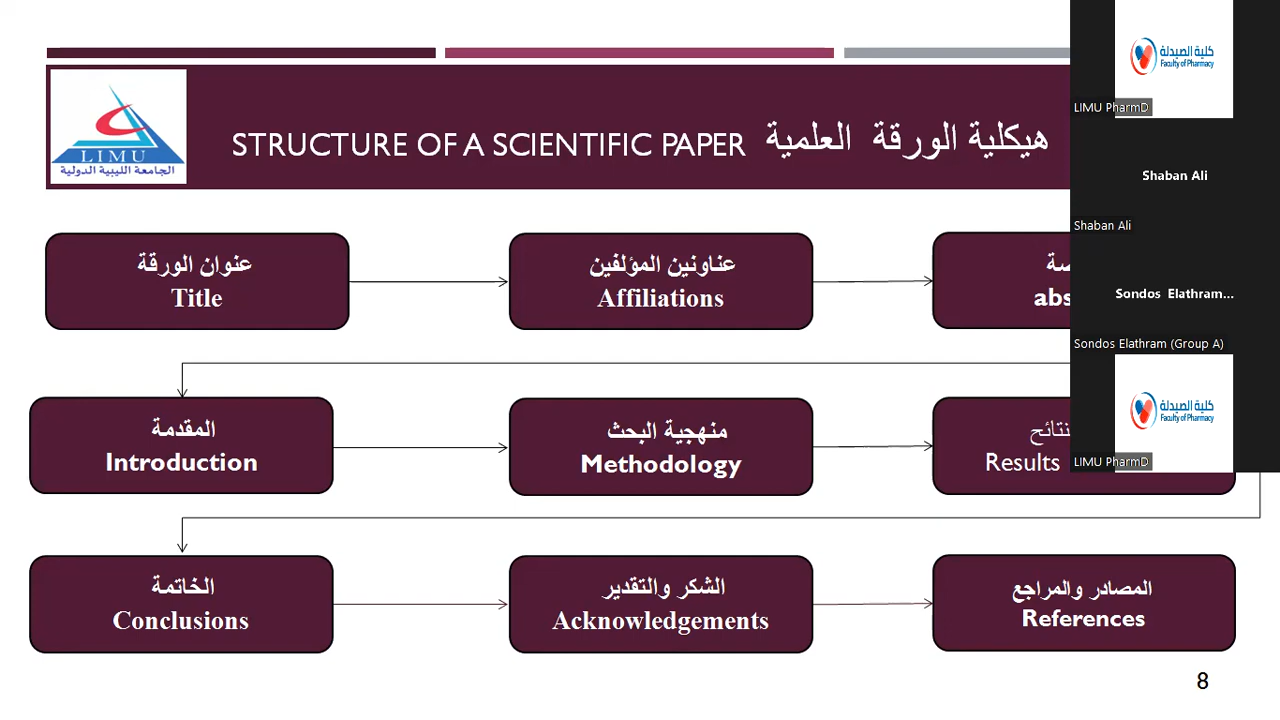 STRUCTURE OF A SCIENTIFIC PAPER هيكلية الورقة العلمية
LIMU
الجامعة الليبية الدولية
عنوان الورقة
Title
عناونين المؤلفين
Affiliations
المقدمة
Introduction
منهجية البحث
Methodology
Results
الخاتمة
Conclusions
الشكر والتقدير
Acknowledgements
المصادر والمراجع
References
8
كلية الصيدلة
Faculty of Pharmacy
LIMU PharmD
Shaban Ali
Shaban Ali
Sondos Elathram...
Sondos Elathram (Group A)
كلية الصيدلة
Faculty of Pharmacy
LIMU PharmD